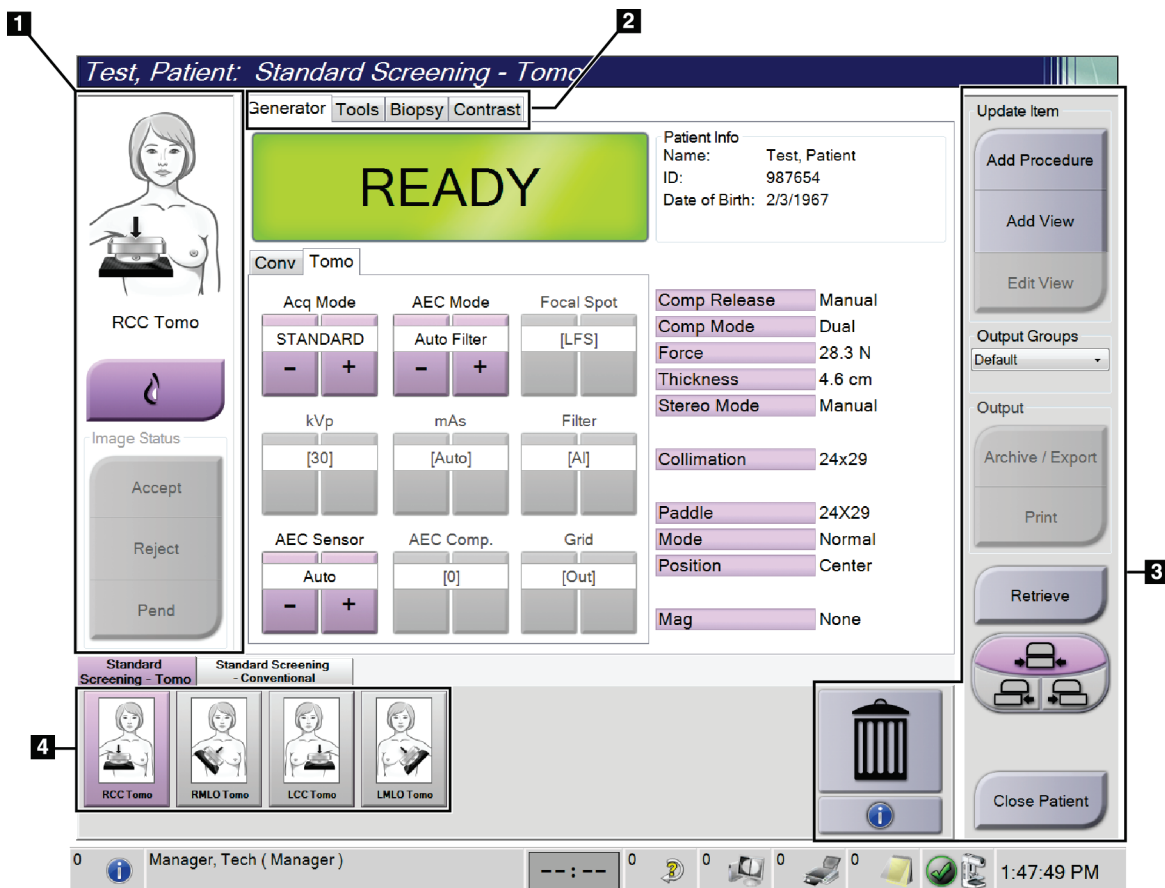 1
2
Test, Patient: Standard Screening - Tomo
Generator Tools Biopsy Contrast
READY
Patient Info
Name: Test, Patient
ID: 987654
Date of Birth: 2/3/1967
RCC Tomo
Image Status
Accept
Reject
Pend
Conv Tomo
Acq Mode AEC Mode Focal Spot
STANDARD Auto Filter [LFS]
- + - +
kVp mAs Filter
[30] [Auto] [Al]
AEC Sensor AEC Comp. Grid
Auto [0] [Out]
- +
Comp Release Manual
Comp Mode Dual
Force 28.3 N
Thickness 4.6 cm
Stereo Mode Manual
Collimation 24x29
Paddle 24X29
Mode Normal
Position Center
Mag None
Update Item
Add Procedure
Add View
Edit View
Output Groups
Default
Output
Archive / Export
Print
3
Retrieve
Close Patient
Standard
Screening - Tomo
Standard Screening
- Conventional
4
RCC Tomo RMLO Tomo LCC Tomo LMLO Tomo
0 Manager, Tech ( Manager ) --:-- 0 0 0 0 1:47:49 PM